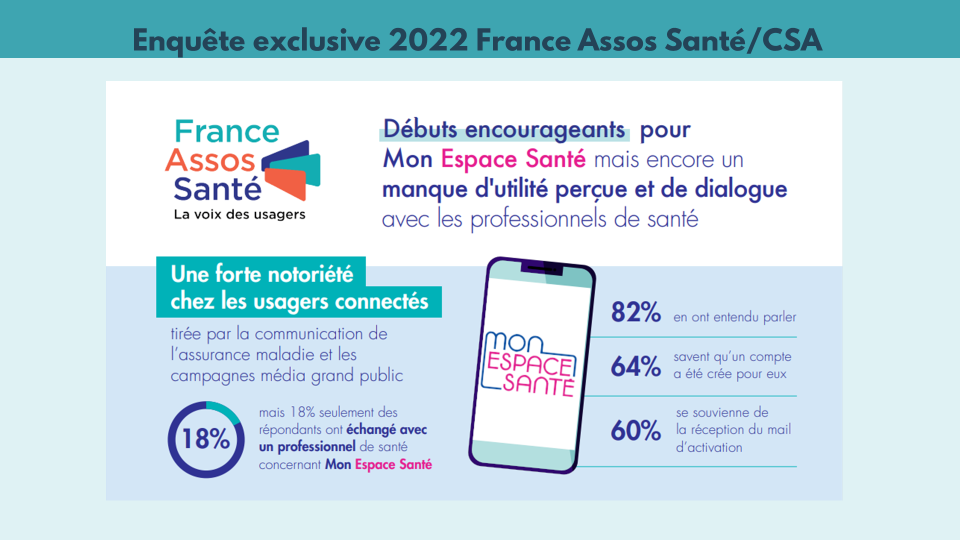 Enquête exclusive 2022 France Assos Santé/CSA
France
Assos
Santé
La voix des usagers
Débuts encourageants pour
Mon Espace Santé mais encore un
manque d'utilité perçue et de dialogue
avec les professionnels de santé
Une forte notoriété
chez les usagers connectés
tirée par la communication de
l'assurance maladie et les
campagnes média grand public
18%
mais 18% seulement des
répondants ont échangé avec
un professionnel de santé
concernant Mon Espace Santé
MON
ESPACE
SANTÉ
82% en ont entendu parler
64%
savent qu'un compte
a été crée pour eux
60%
se souvienne de
la réception du mail
d'activation